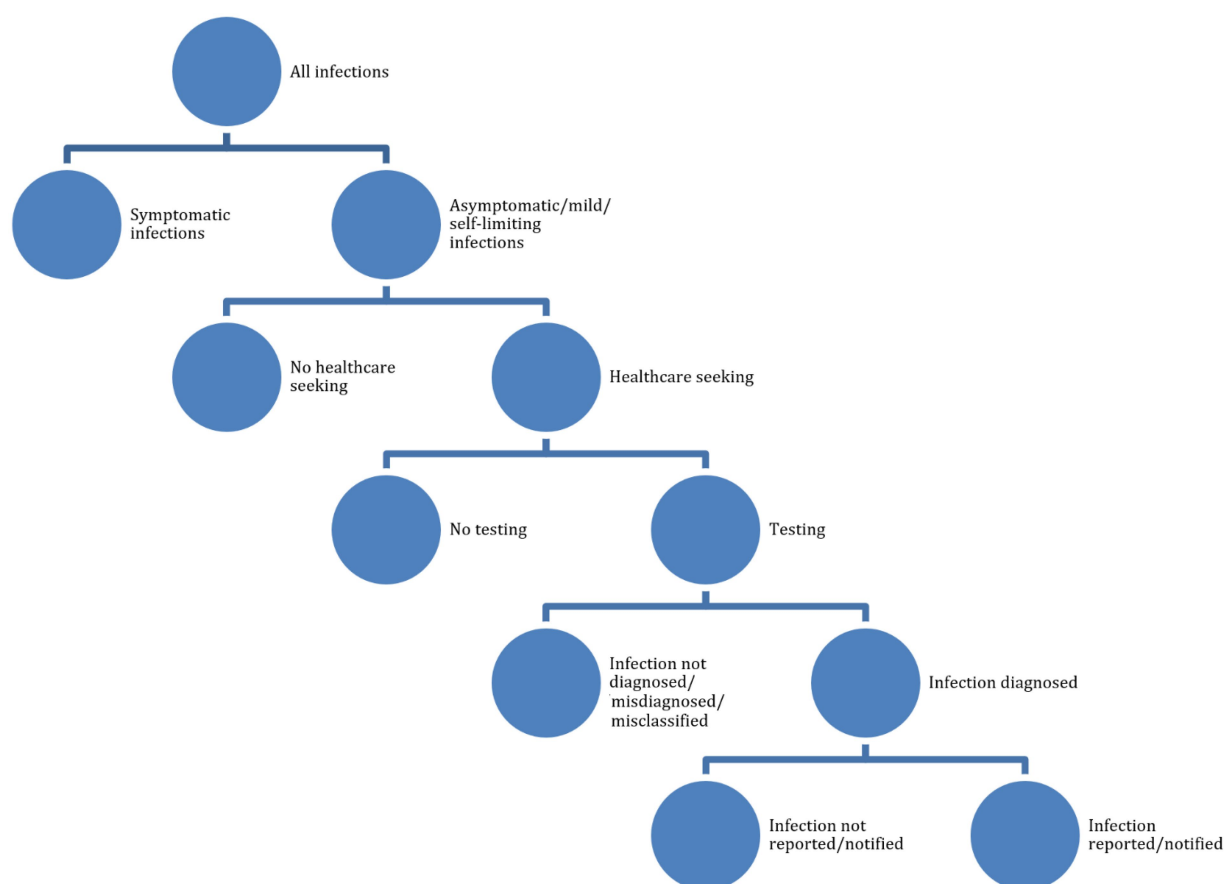 All infections
Symptomatic
infections
Asymptomatic/mild/
self-limiting
infections
No healthcare
seeking
Healthcare seeking
No testing
Testing
Infection not
diagnosed/
misdiagnosed/
misclassified
Infection diagnosed
Infection not
reported/notified
Infection
reported/notified